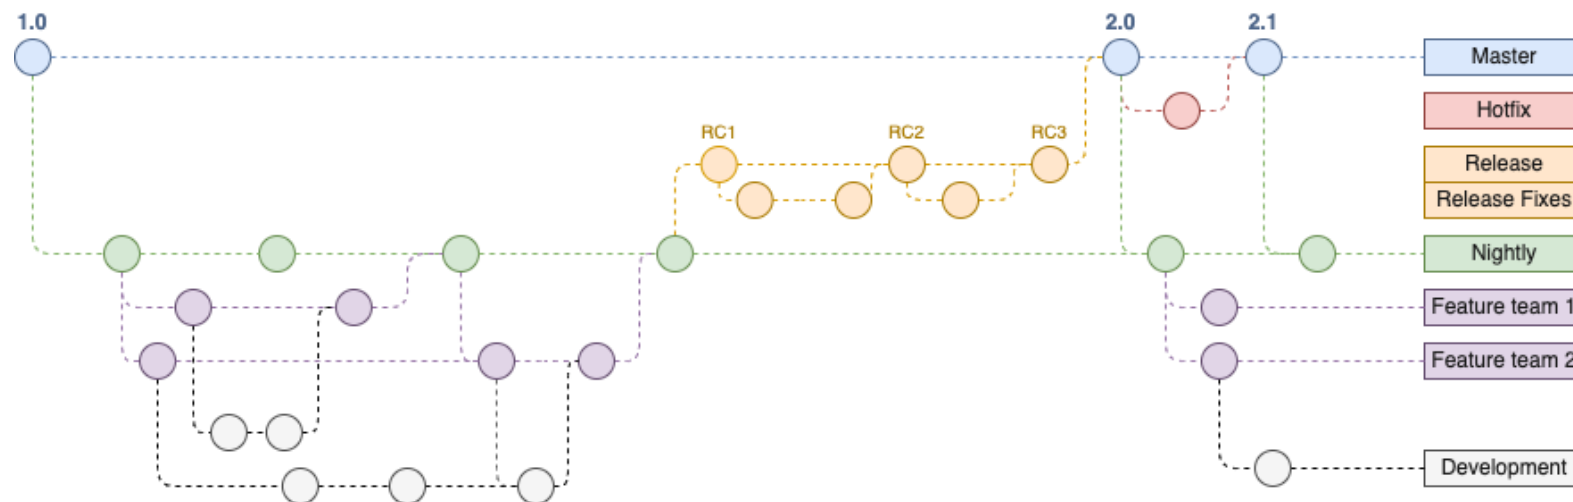 1.0
2.0
2.1
Master
Hotfix
RC1
RC2
RC3
Release
Release Fixes
Nightly
Feature team 1
Feature team 2
Development